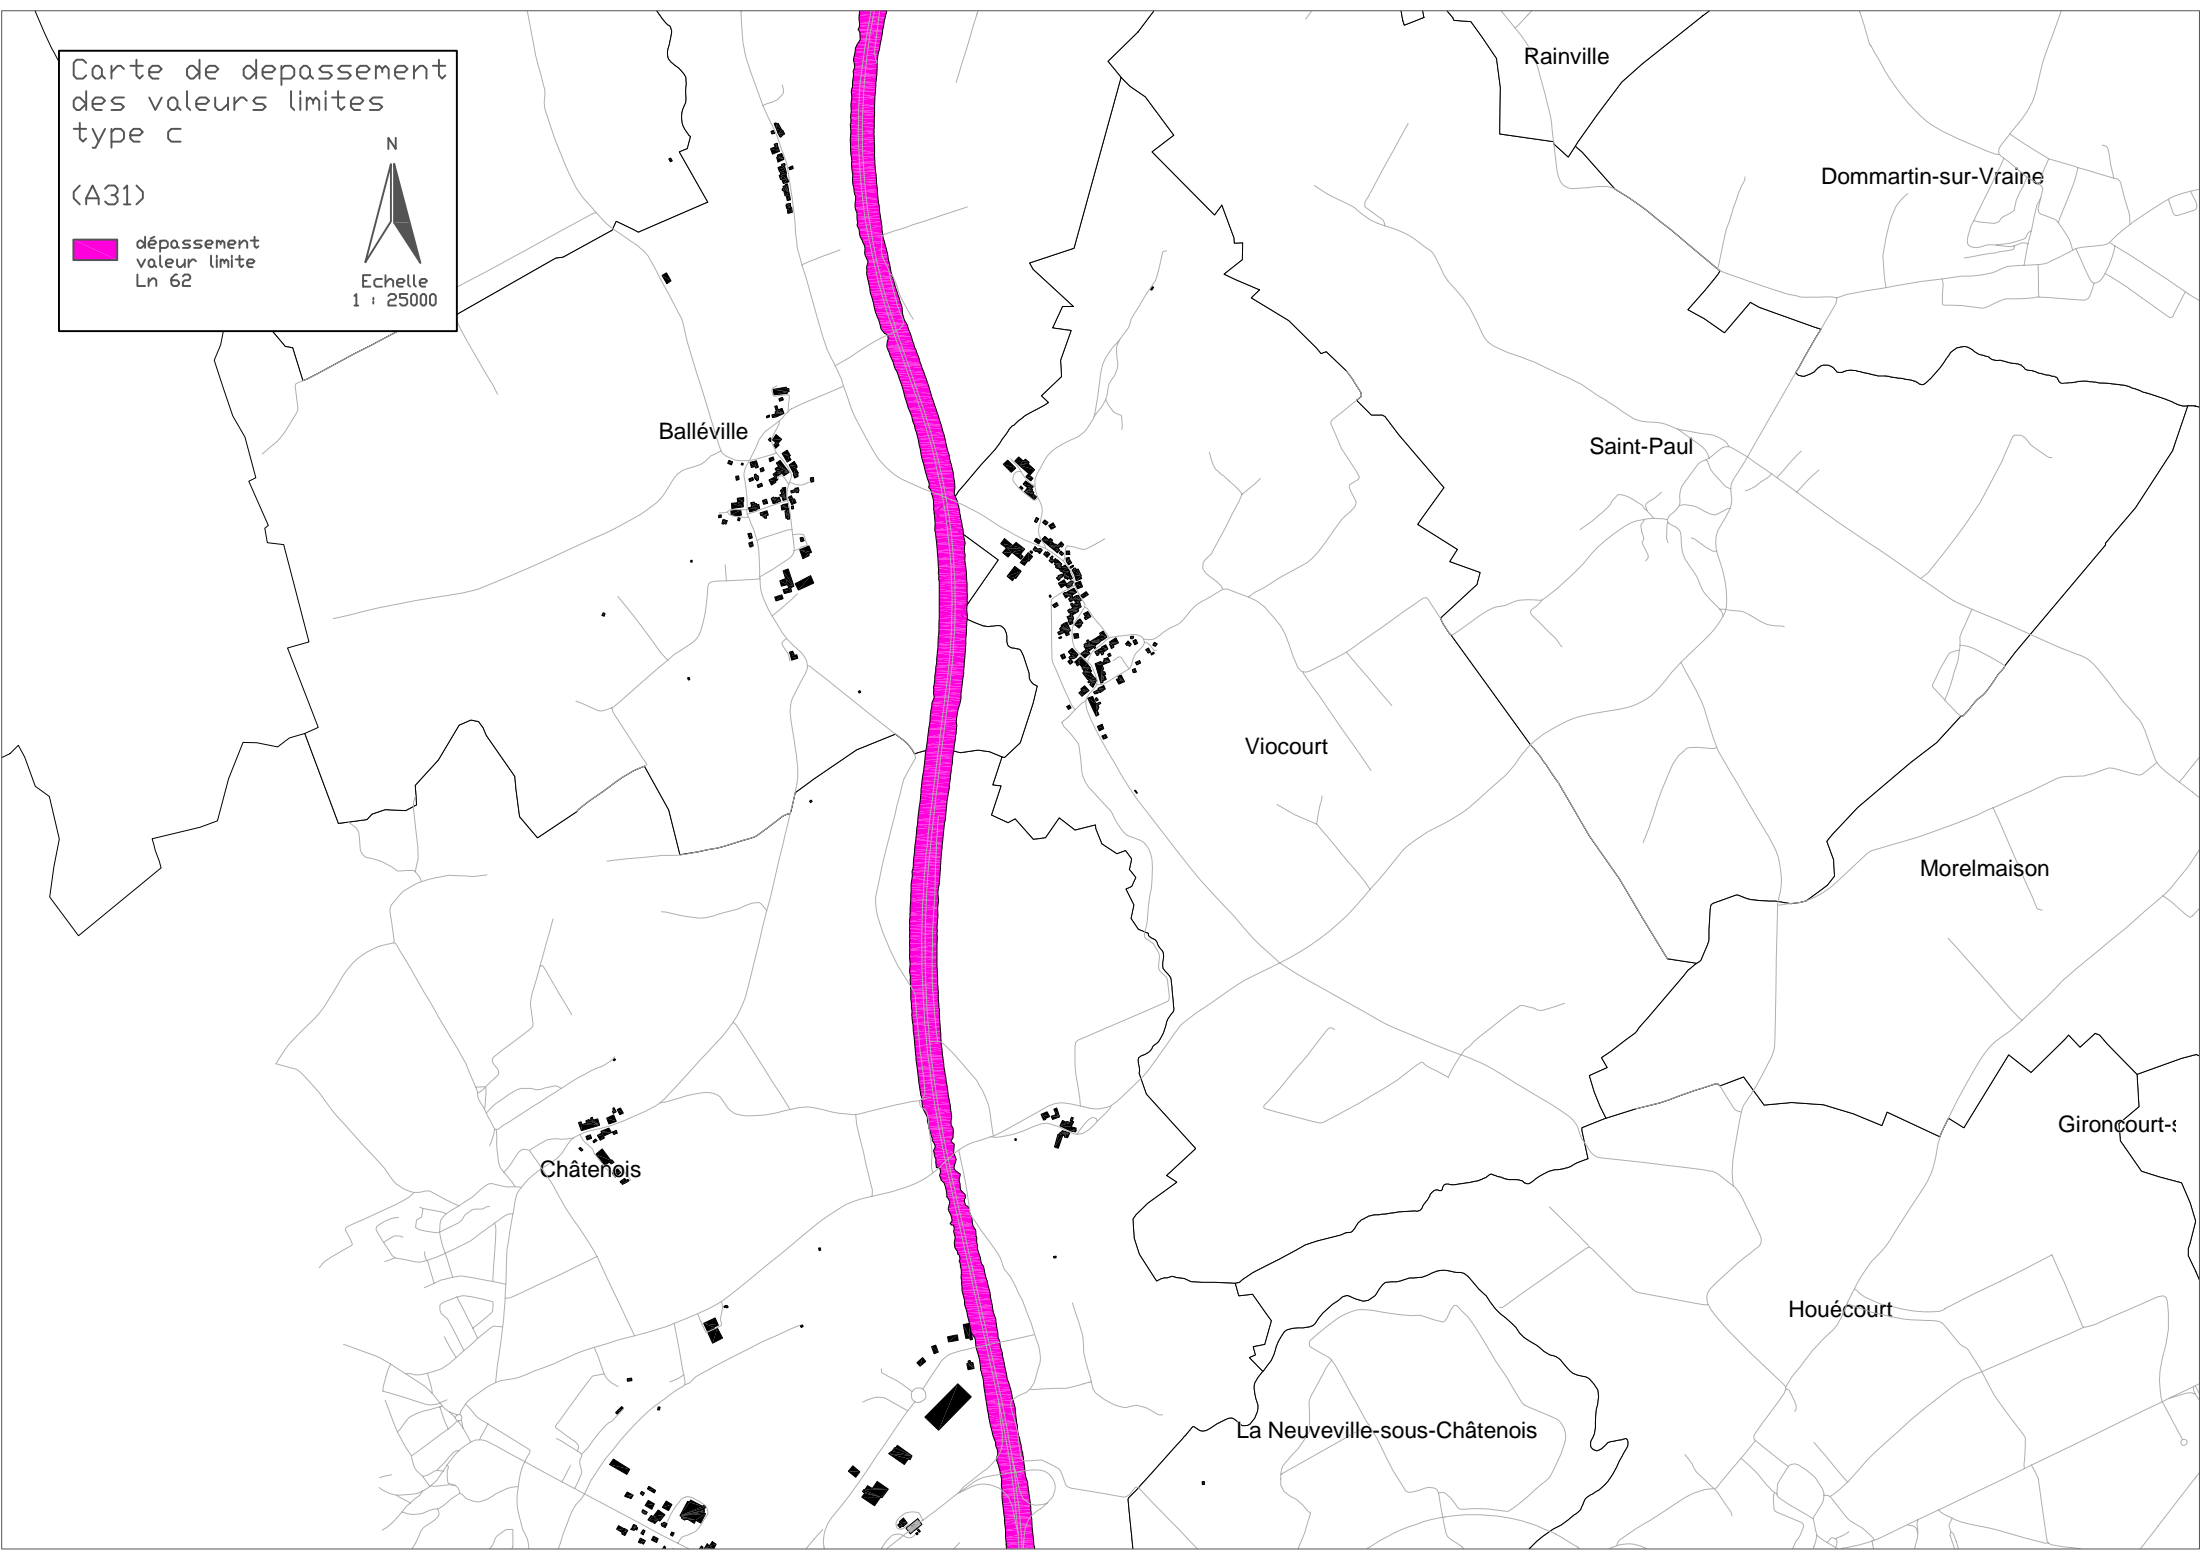 Carte de depassement
des valeurs limites
type c
N
(A31)
dépassement
valeur limite
Ln 62
Echelle
1 : 25000
Rainville
Dommartin-sur-Vraine
Balléville
Saint-Paul
Viocourt
Morelmaison
Gironcourt-s
Châtenois
Houécourt
La Neuveville-sous-Châtenois